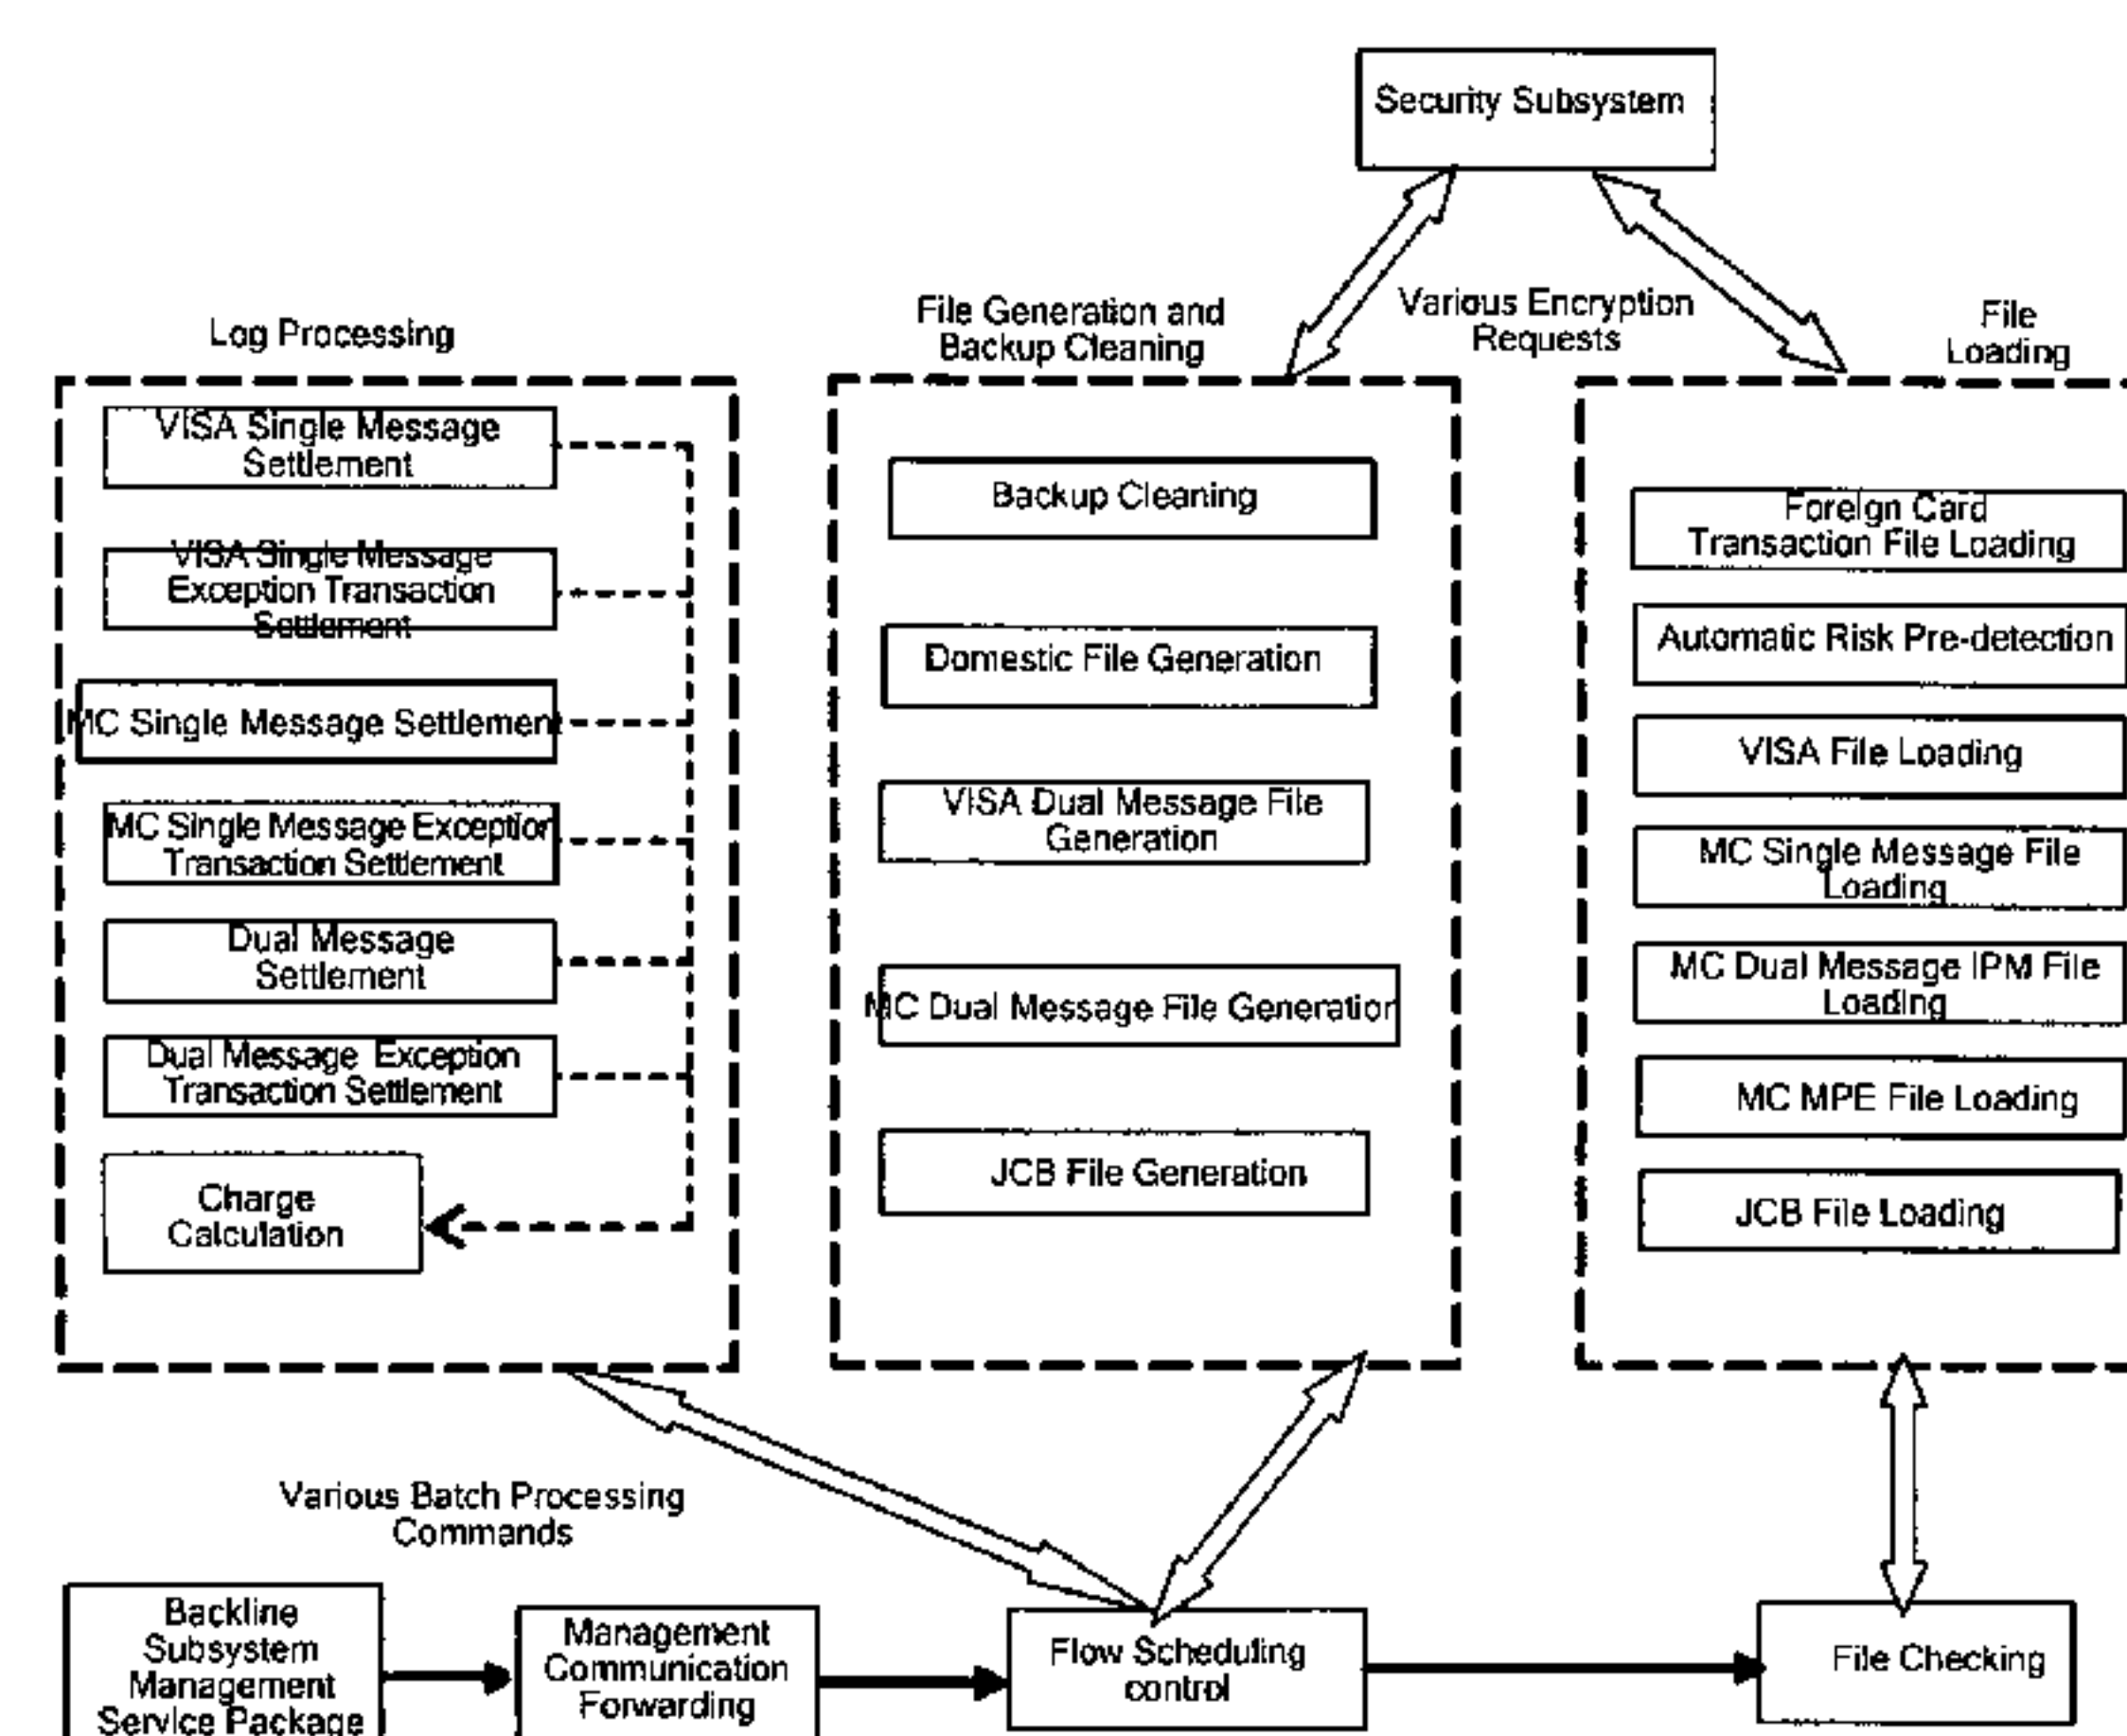 Security Subsystem
Various Encryption
Requests
Log Processing
VISA Single Message
Settlement
VISA Single Message
Exception Transaction
Settlement
MC Single Message Settlement
MC Single Message Exception
Transaction Settlement
Dual Message
Settlement
Dual Message Exception
Transaction Settlement
Charge
Calculation
File Generation and
Backup Cleaning
Backup Cleaning
Domestic File Generation
VISA Dual Message File
Generation
MC Dual Message File Generation
JCB File Generation
File
Loading
Foreign Card
Transaction File Loading
Automatic Risk Pre-detection
VISA File Loading
MC Single Message File
Loading
MC Dual Message IPM File
Loading
MC MPE File Loading
JCB File Loading
Various Batch Processing
Commands
Backline
Subsystem
Management
Service Package
Management
Communication
Forwarding
Flow Scheduling
control
File Checking